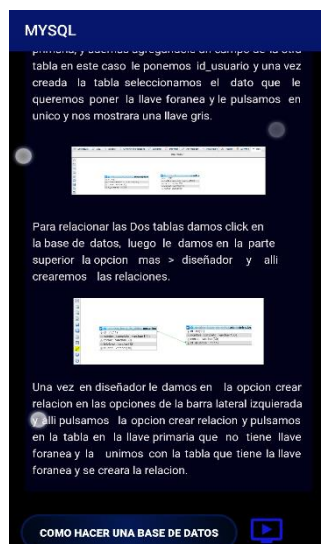 MYSQL
primaria, y ademas agregandole un campo de la otra
tabla en este caso le ponemos id_usuario y una vez
creada la tabla seleccionamos el dato que le
queremos poner la llave foranea y le pulsamos en
unico y nos mostrara una llave gris.
Para relacionar las Dos tablas damos click en
la base de datos, luego le damos en la parte
superior la opcion mas > diseñador y alli
crearemos las relaciones.
Una vez en diseñador le damos en la opcion crear
relacion en las opciones de la barra lateral izquierada
y alli pulsamos la opcion crear relacion y pulsamos
en la tabla en la llave primaria que no tiene llave
foranea y la unimos con la tabla que tiene la llave
foranea y se creara la relacion.
COMO HACER UNA BASE DE DATOS